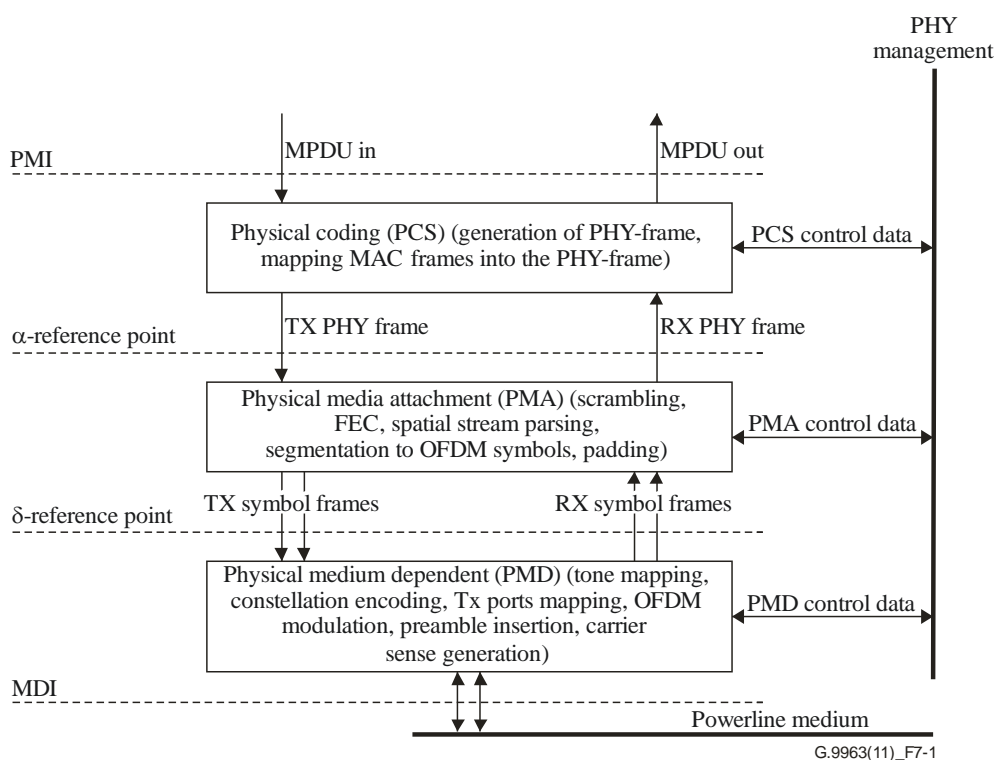 PHY
management
MPDU in
MPDU out
PMI
Physical coding (PCS) (generation of PHY-frame,
mapping MAC frames into the PHY-frame)
PCS control data
TX PHY frame
RX PHY frame
α-reference point
Physical media attachment (PMA) (scrambling,
FEC, spatial stream parsing,
segmentation to OFDM symbols, padding)
PMA control data
TX symbol frames
RX symbol frames
δ-reference point
Physical medium dependent (PMD) (tone mapping,
constellation encoding, Tx ports mapping, OFDM
modulation, preamble insertion, carrier
sense generation)
PMD control data
MDI
Powerline medium
G.9963(11)_F7-1